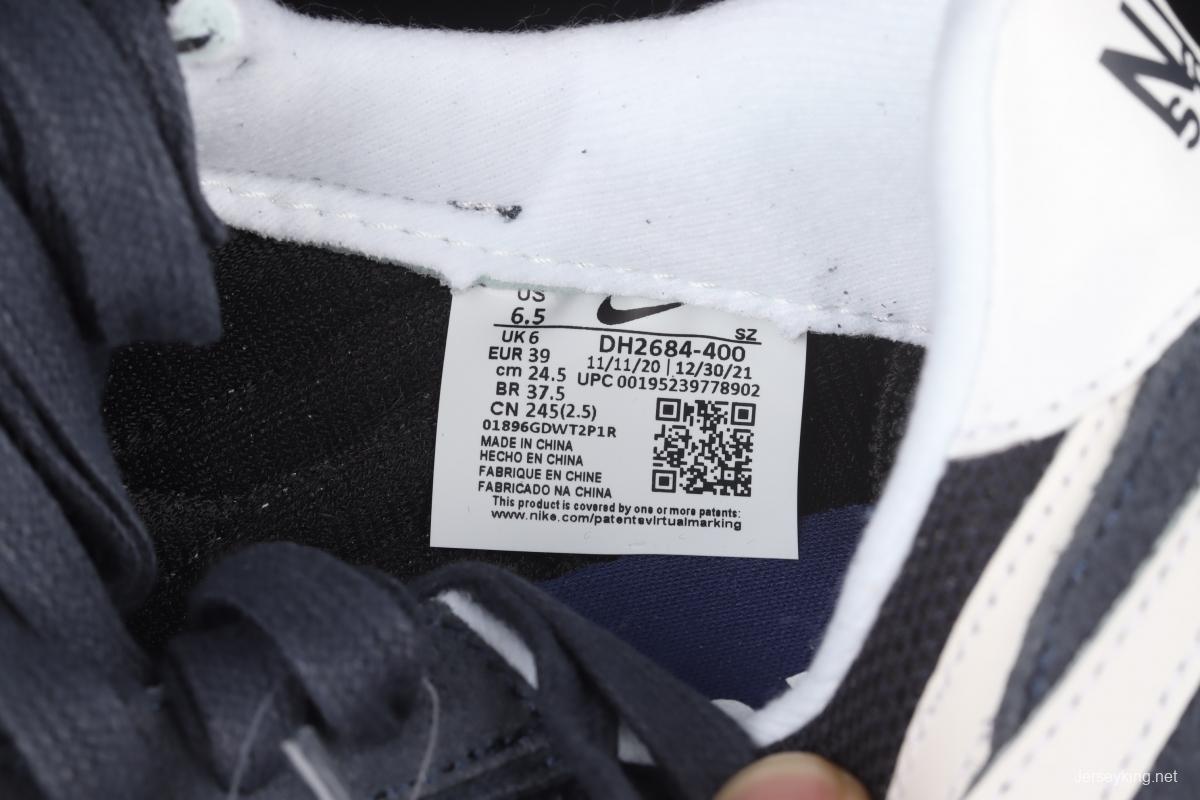 US
6.5
SZ
UK 6
DH2684-400
EUR 39
11/11/20 | 12/30/21
cm 24.5
UPC 00195239778902
BR 37.5
CN 245(2.5)
01896GDWT2P1R
MADE IN CHINA
HECHO EN CHINA
FABRIQUE EN CHINE
FABRICADO NA CHINA
This product is covered by one or more patents:
www.nike.com/patentsvirtualmarking
Jerseyking.net